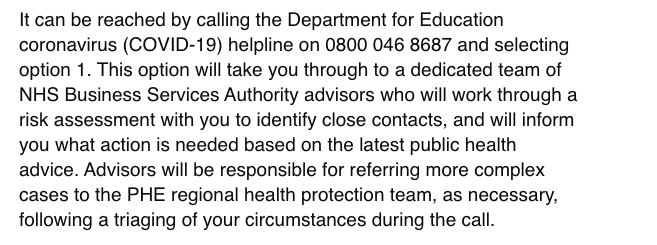 It can be reached by calling the Department for Education
coronavirus (COVID-19) helpline on 0800 046 8687 and selecting
option 1. This option will take you through to a dedicated team of
NHS Business Services Authority advisors who will work through a
risk assessment with you to identify close contacts, and will inform
you what action is needed based on the latest public health
advice. Advisors will be responsible for referring more complex
cases to the PHE regional health protection team, as necessary,
following a triaging of your circumstances during the call.